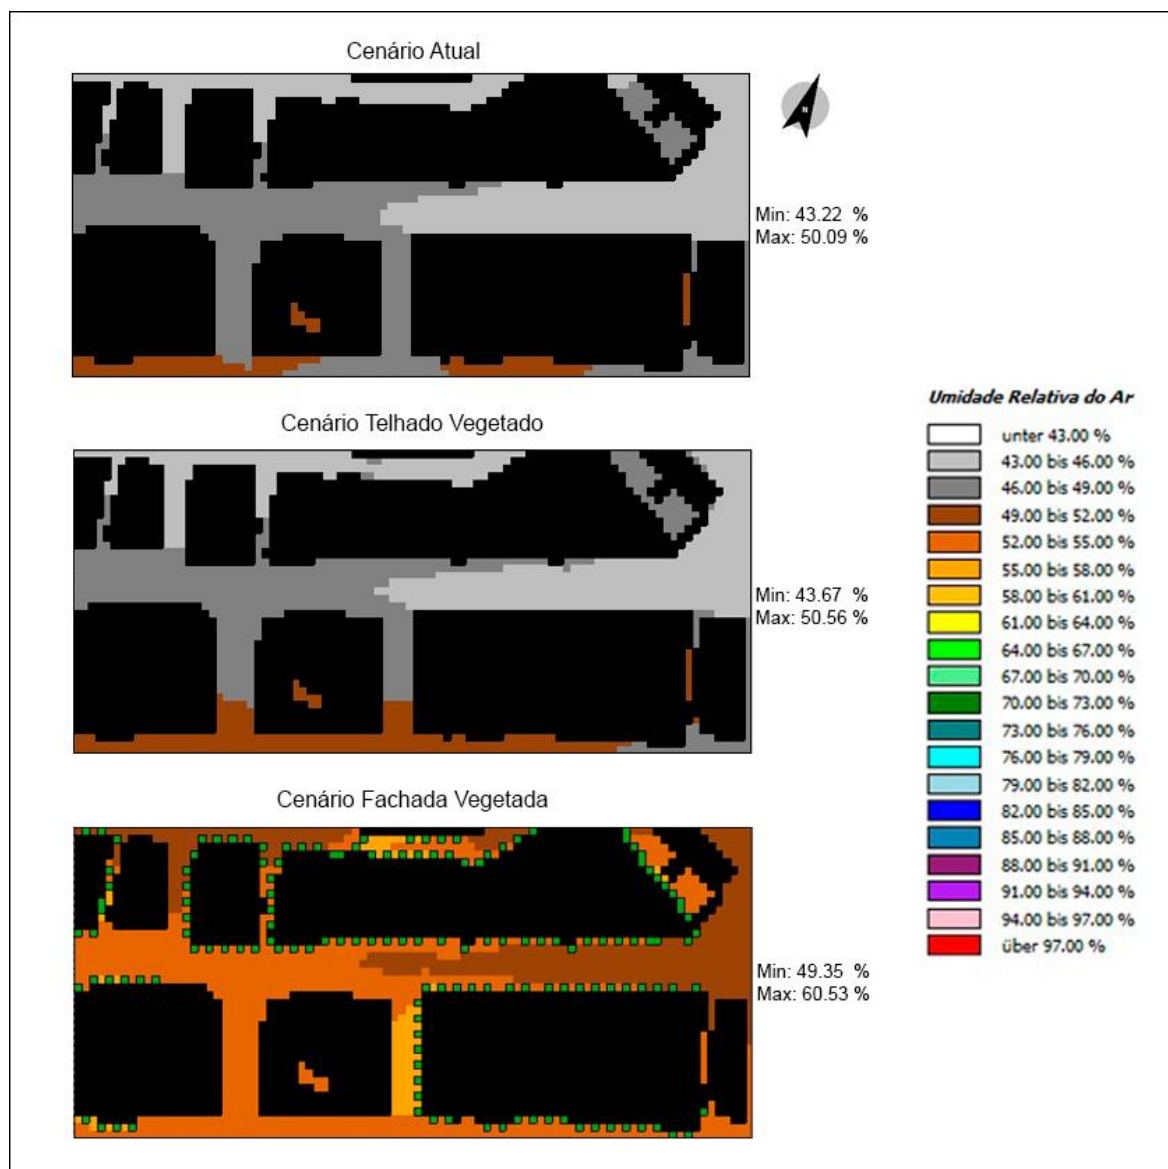 Cenário Atual
N
Min: 43.22 %
Max: 50.09 %
Cenário Telhado Vegetado
Min: 43.67 %
Max: 50.56 %
Cenário Fachada Vegetada
Min: 49.35 %
Max: 60.53 %
Umidade Relativa do Ar
unter 43.00 %
43.00 bis 46.00 %
46.00 bis 49.00 %
49.00 bis 52.00 %
52.00 bis 55.00 %
55.00 bis 58.00 %
58.00 bis 61.00 %
61.00 bis 64.00 %
64.00 bis 67.00 %
67.00 bis 70.00 %
70.00 bis 73.00 %
73.00 bis 76.00 %
76.00 bis 79.00 %
79.00 bis 82.00 %
82.00 bis 85.00 %
85.00 bis 88.00 %
88.00 bis 91.00 %
91.00 bis 94.00 %
94.00 bis 97.00 %
über 97.00 %